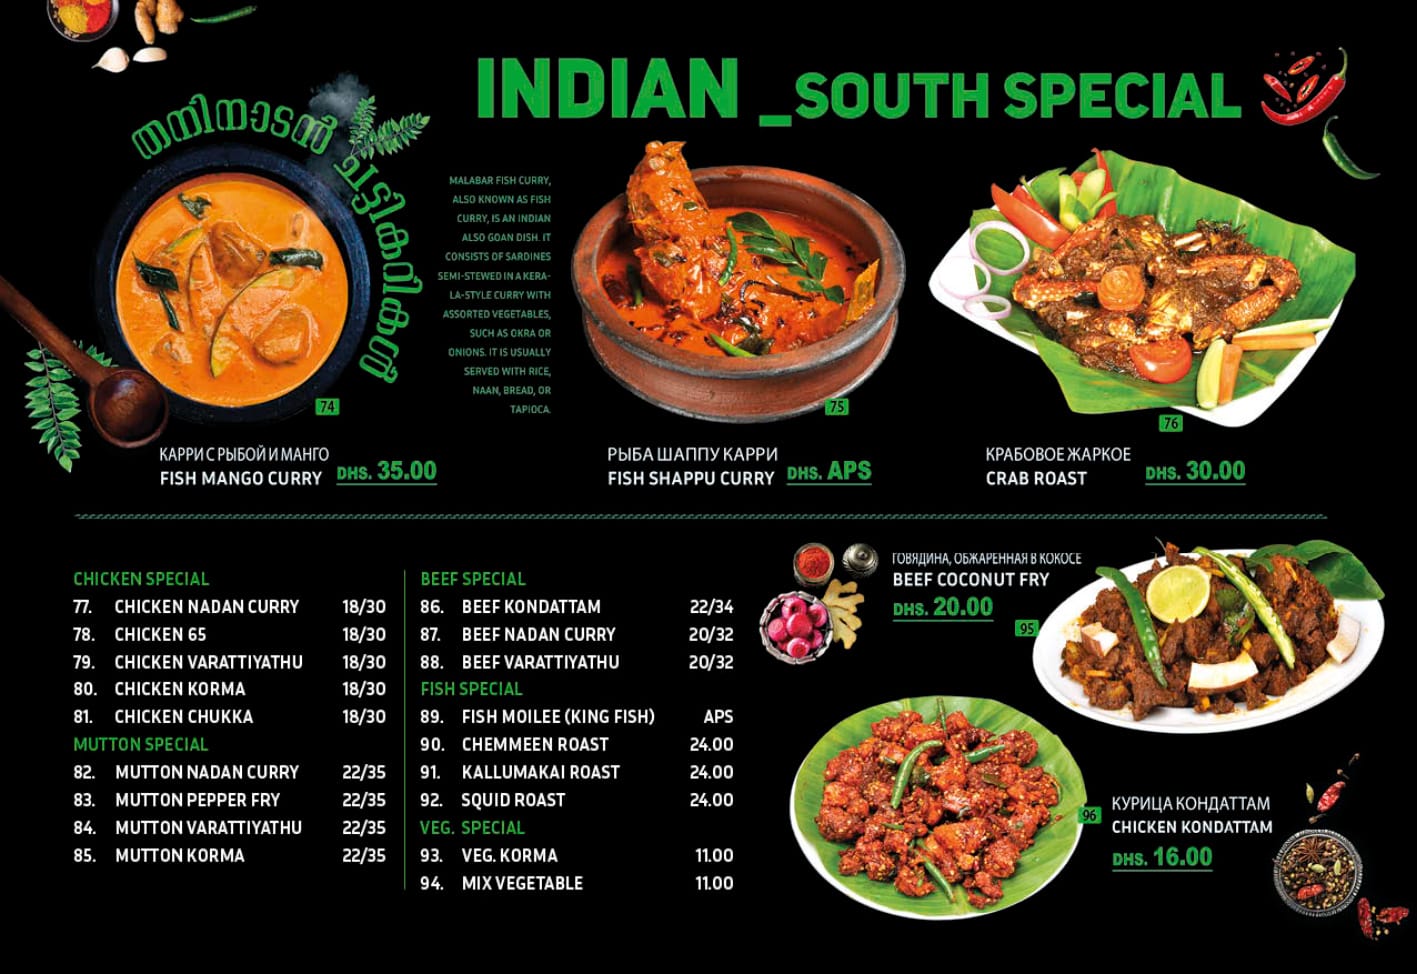 INDIAN _SOUTH SPECIAL
തനിനാടൻ ചട്ടികറികൾ
MALABAR FISH CURRY,
ALSO KNOWN AS FISH
CURRY, IS AN INDIAN
ALSO GOAN DISH. IT
CONSISTS OF SARDINES
SEMI-STEWED IN A KERA-
LA-STYLE CURRY WITH
ASSORTED VEGETABLES,
SUCH AS OKRA OR
ONIONS. IT IS USUALLY
SERVED WITH RICE,
NAAN, BREAD, OR
TAPIOCA.
74
КАРРИ С РЫБОЙ И МАНГО
FISH MANGO CURRY DHS. 35.00
75
РЫБА ШАППУ КАРРИ
FISH SHAPPU CURRY DHS. APS
76
КРАБОВОЕ ЖАРКОЕ
CRAB ROAST DHS. 30.00
CHICKEN SPECIAL
77. CHICKEN NADAN CURRY 18/30
78. CHICKEN 65 18/30
79. CHICKEN VARATTIYATHU 18/30
80. CHICKEN KORMA 18/30
81. CHICKEN CHUKKA 18/30
MUTTON SPECIAL
82. MUTTON NADAN CURRY 22/35
83. MUTTON PEPPER FRY 22/35
84. MUTTON VARATTIYATHU 22/35
85. MUTTON KORMA 22/35
BEEF SPECIAL
86. BEEF KONDATTAM 22/34
87. BEEF NADAN CURRY 20/32
88. BEEF VARATTIYATHU 20/32
FISH SPECIAL
89. FISH MOILEE (KING FISH) APS
90. CHEMMEEN ROAST 24.00
91. KALLUMAKAI ROAST 24.00
92. SQUID ROAST 24.00
VEG. SPECIAL
93. VEG. KORMA 11.00
94. MIX VEGETABLE 11.00
ГОВЯДИНА, ОБЖАРЕННАЯ В КОКОСЕ
BEEF COCONUT FRY
DHS. 20.00
95
96
КУРИЦА КОНДАТТАМ
CHICKEN KONDATTAM
DHS. 16.00